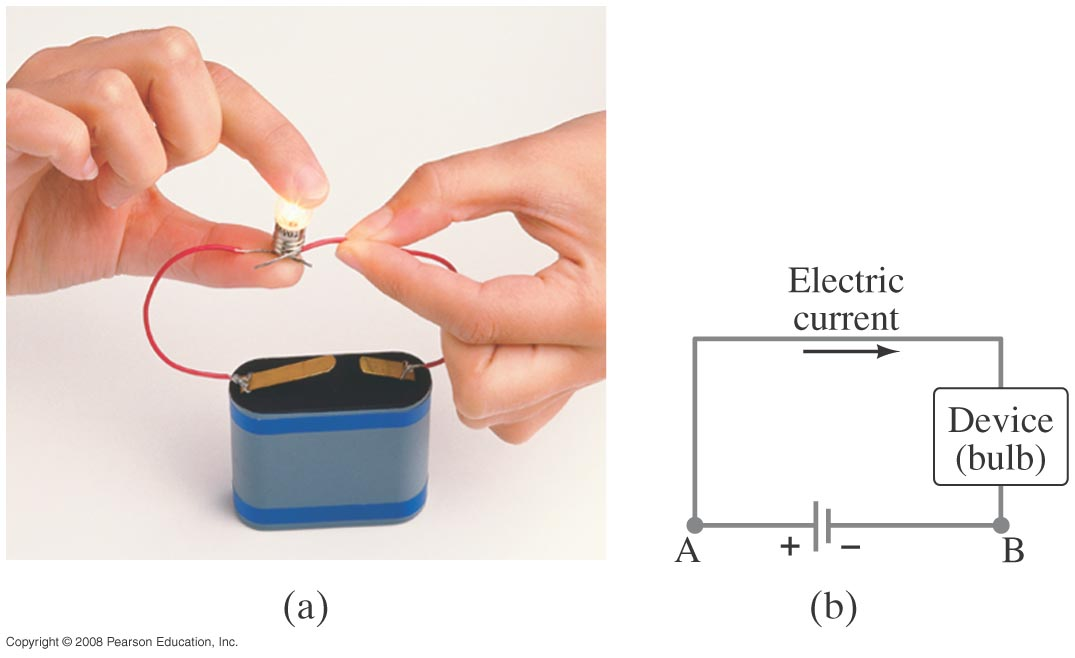 Electric
current
Device
(bulb)
A
+
−
B
(a)
(b)
Copyright © 2008 Pearson Education, Inc.